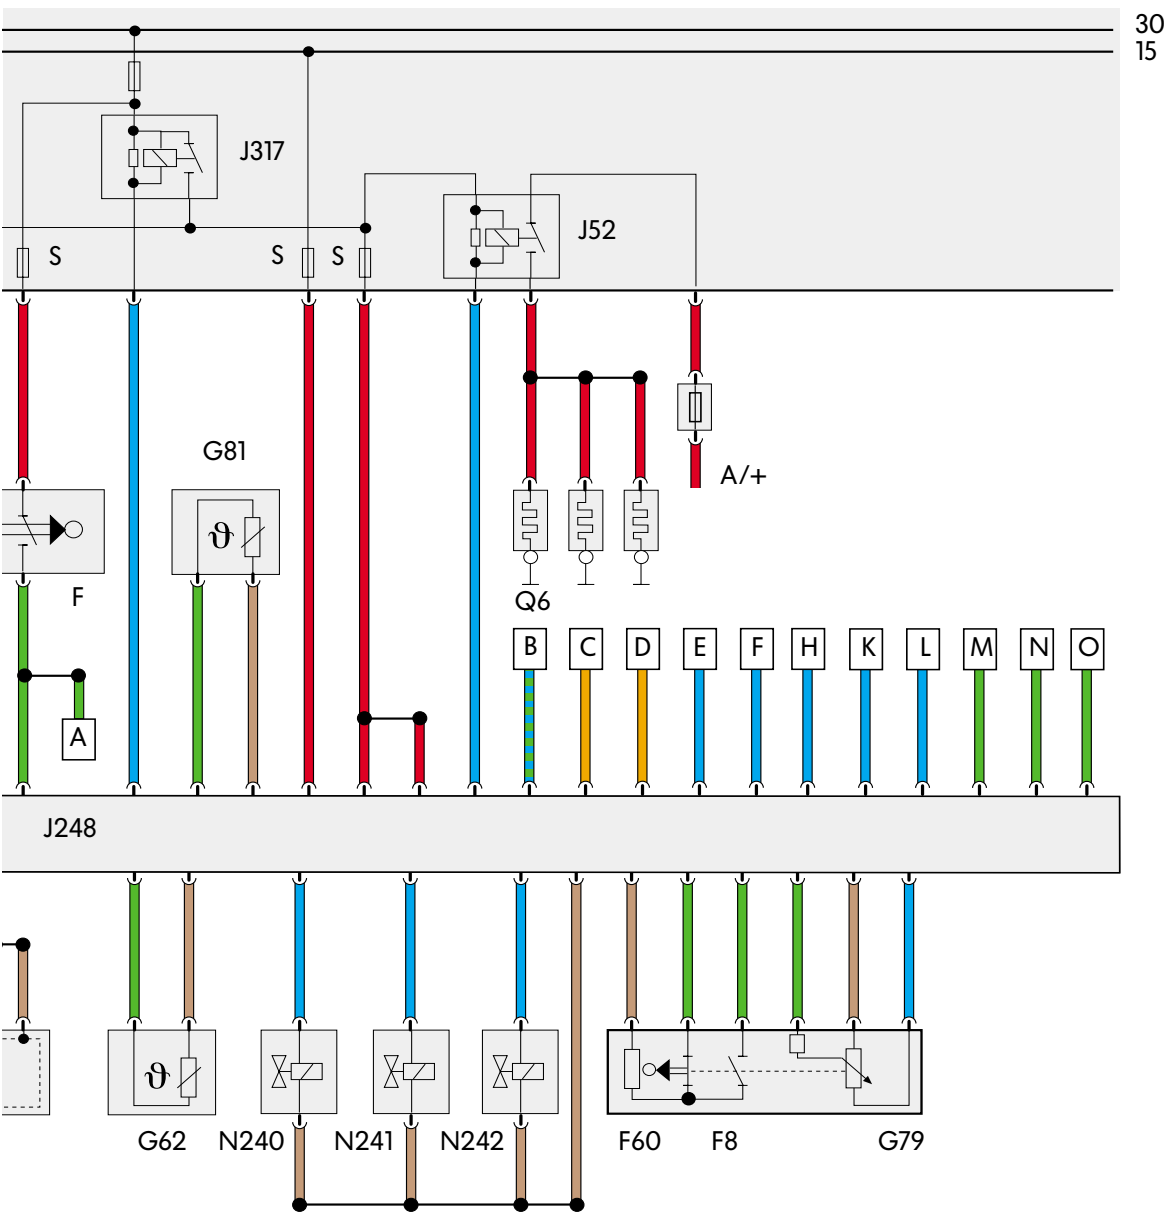 30
15
J317
J52
S
S S
G81
A/+
F
Q6
B C D E F H K L M N O
A
J248
ϑ
ϑ
G62 N240 N241 N242 F60 F8 G79